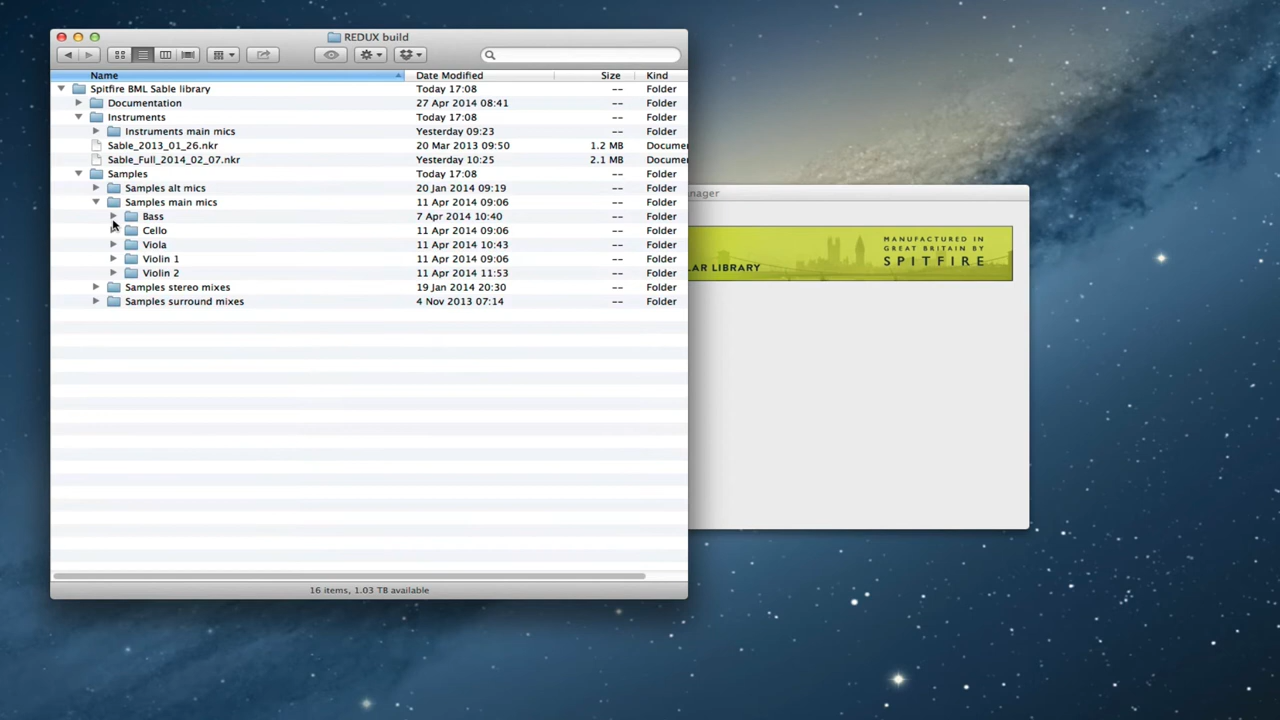 REDUX build
Name Date Modified Size Kind
Spitfire BML Sable library Today 17:08 -- Folder
Documentation 27 Apr 2014 08:41 -- Folder
Instruments Today 17:08 -- Folder
Instruments main mics Yesterday 09:23 -- Folder
Sable_2013_01_26.nkr 20 Mar 2013 09:50 1.2 MB Docume
Sable_Full_2014_02_07.nkr Yesterday 10:25 2.1 MB Docume
Samples Today 17:08 -- Folder
Samples alt mics 20 Jan 2014 09:19 -- Folder
Samples main mics 11 Apr 2014 09:06 -- Folder
Bass 7 Apr 2014 10:40 -- Folder
Cello 11 Apr 2014 09:06 -- Folder
Viola 11 Apr 2014 10:43 -- Folder
Violin 1 11 Apr 2014 09:06 -- Folder
Violin 2 11 Apr 2014 11:53 -- Folder
Samples stereo mixes 19 Jan 2014 20:30 -- Folder
Samples surround mixes 4 Nov 2013 07:14 -- Folder
16 items, 1.03 TB available
nager
MANUFACTURED IN
GREAT BRITAIN BY
SPITFIRE
LAR LIBRARY